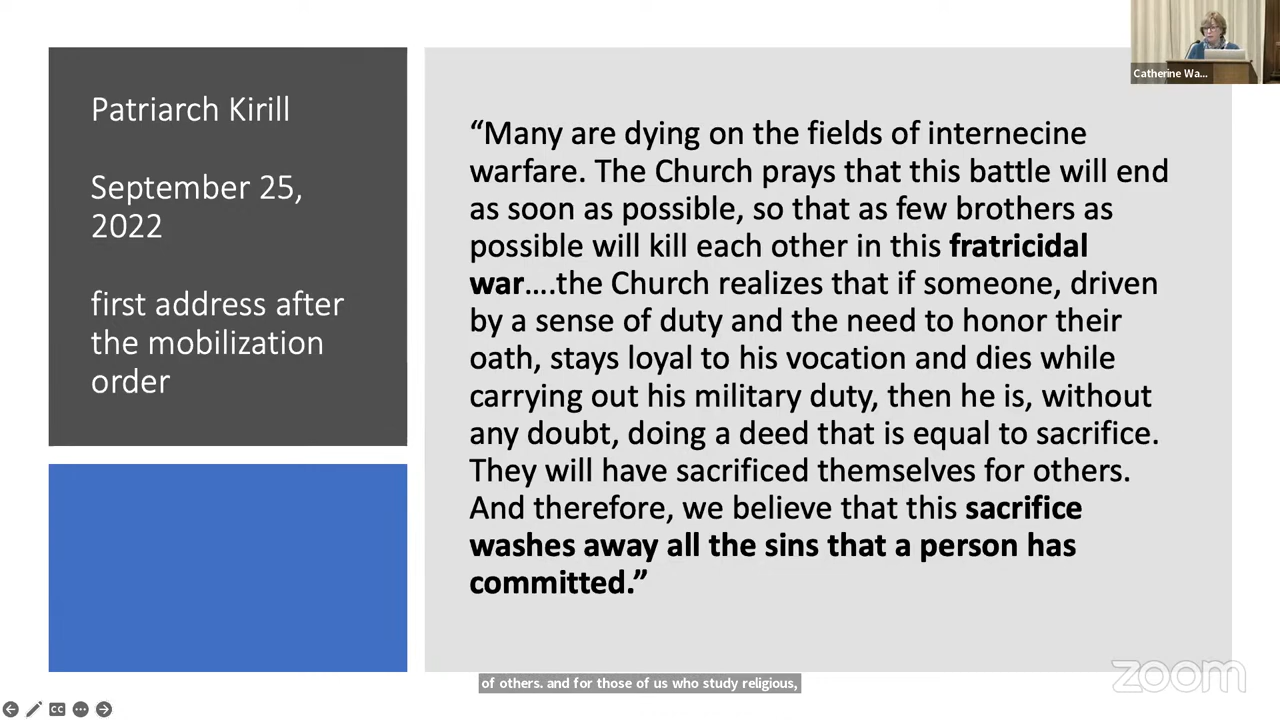 Catherine Wa...
Patriarch Kirill
September 25,
2022
first address after
the mobilization
order
“Many are dying on the fields of internecine
warfare. The Church prays that this battle will end
as soon as possible, so that as few brothers as
possible will kill each other in this fratricidal
war….the Church realizes that if someone, driven
by a sense of duty and the need to honor their
oath, stays loyal to his vocation and dies while
carrying out his military duty, then he is, without
any doubt, doing a deed that is equal to sacrifice.
They will have sacrificed themselves for others.
And therefore, we believe that this sacrifice
washes away all the sins that a person has
committed.”
of others. and for those of us who study religious,
zoom
CC